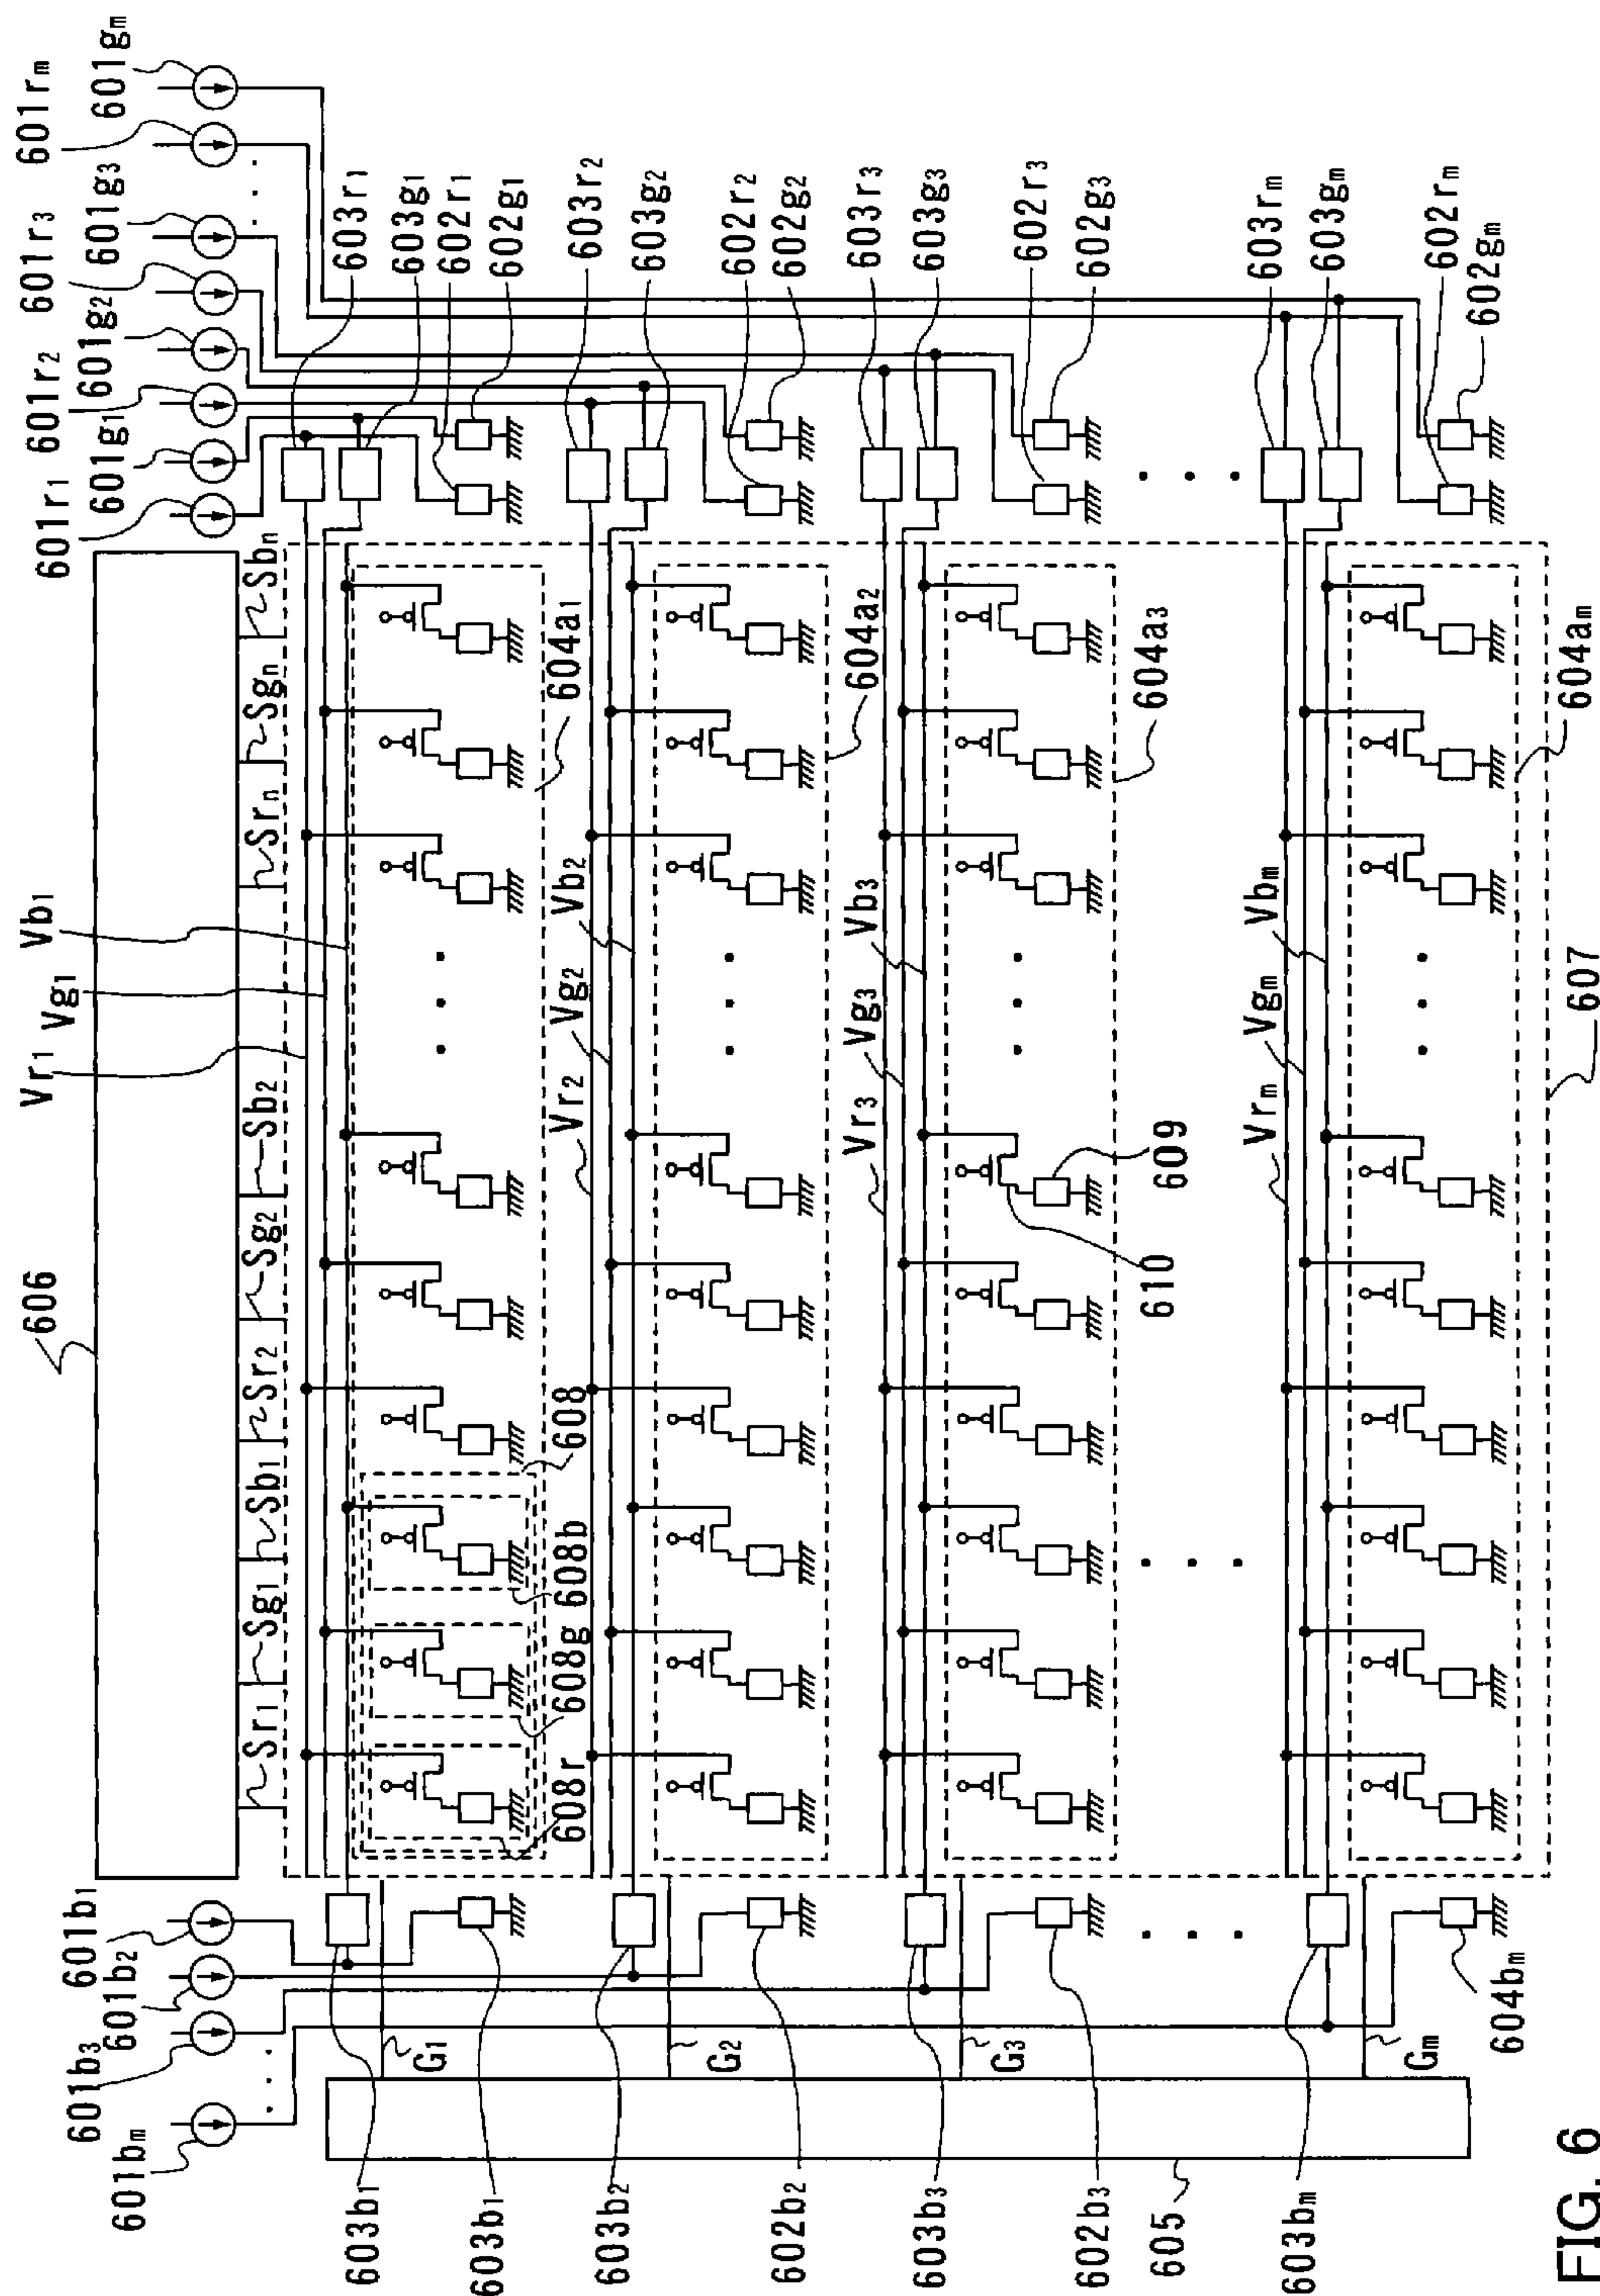 606
601r1
601g1
601r2
601g2
601r3
601g3
601rm
601gm
Vr1
Vg1
Vb1
601b1
601b2
601b3
601bm
Sr1
Sg1
Sb1
Sr2
Sg2
Sb2
Srn
Sgn
Sbn
603r1
603g1
602r1
602g1
603b1
G1
603b1
608r
608g
608b
608
604a1
Vr2
Vg2
Vb2
603r2
603g2
602r2
602g2
603b2
G2
602b2
604a2
Vr3
Vg3
Vb3
603r3
603g3
602r3
602g3
603b3
G3
602b3
610
609
604a3
605
Vrm
Vgm
Vbm
603rm
603gm
602rm
602gm
603bm
Gm
604bm
604am
607
FIG. 6